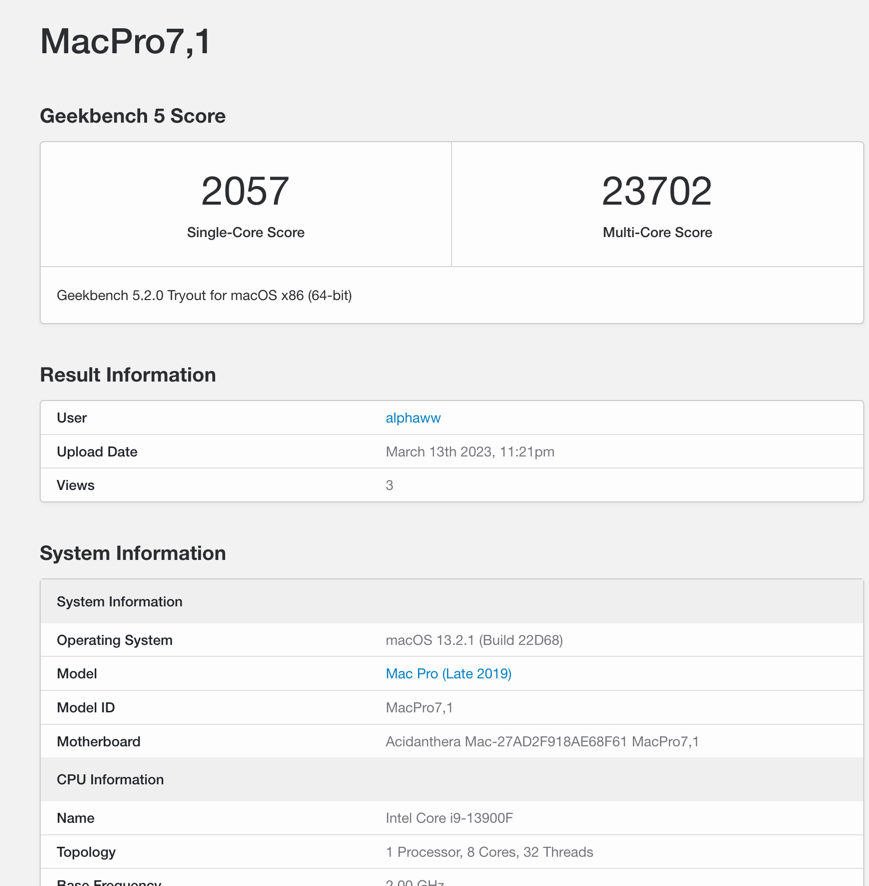 MacPro7,1
Geekbench 5 Score
2057 23702
Single-Core Score Multi-Core Score
Geekbench 5.2.0 Tryout for macOS x86 (64-bit)
Result Information
User alphaww
Upload Date March 13th 2023, 11:21pm
Views 3
System Information
System Information
Operating System macOS 13.2.1 (Build 22D68)
Model Mac Pro (Late 2019)
Model ID MacPro7,1
Motherboard Acidanthera Mac-27AD2F918AE68F61 MacPro7,1
CPU Information
Name Intel Core i9-13900F
Topology 1 Processor, 8 Cores, 32 Threads
Base Frequency 2.00 GHz